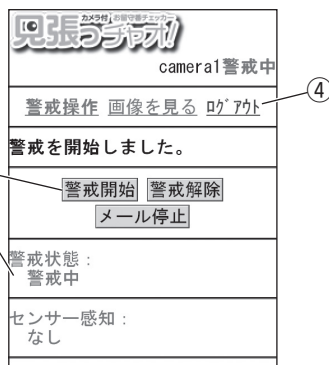 カメラ付 お留守番チェッカー
見張っチャオ!
camera1警戒中
④
警戒操作 画像を見る ﾛｸﾞｱｳﾄ
警戒を開始しました。
警戒開始 警戒解除
メール停止
警戒状態:
警戒中
センサー感知:
なし